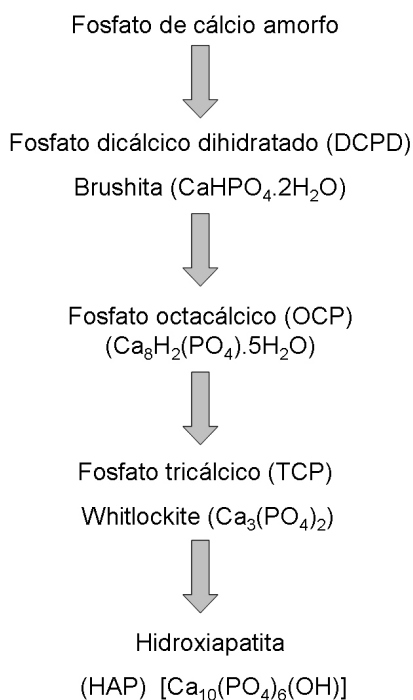 Fosfato de cálcio amorfo
Fosfato dicálcico dihidratado (DCPD)
Brushita (CaHPO₄.2H₂O)
Fosfato octacálcico (OCP)
(Ca₈H₂(PO₄).5H₂O)
Fosfato tricálcico (TCP)
Whitlockite (Ca₃(PO₄)₂)
Hidroxiapatita
(HAP) [Ca₁₀(PO₄)₆(OH)]